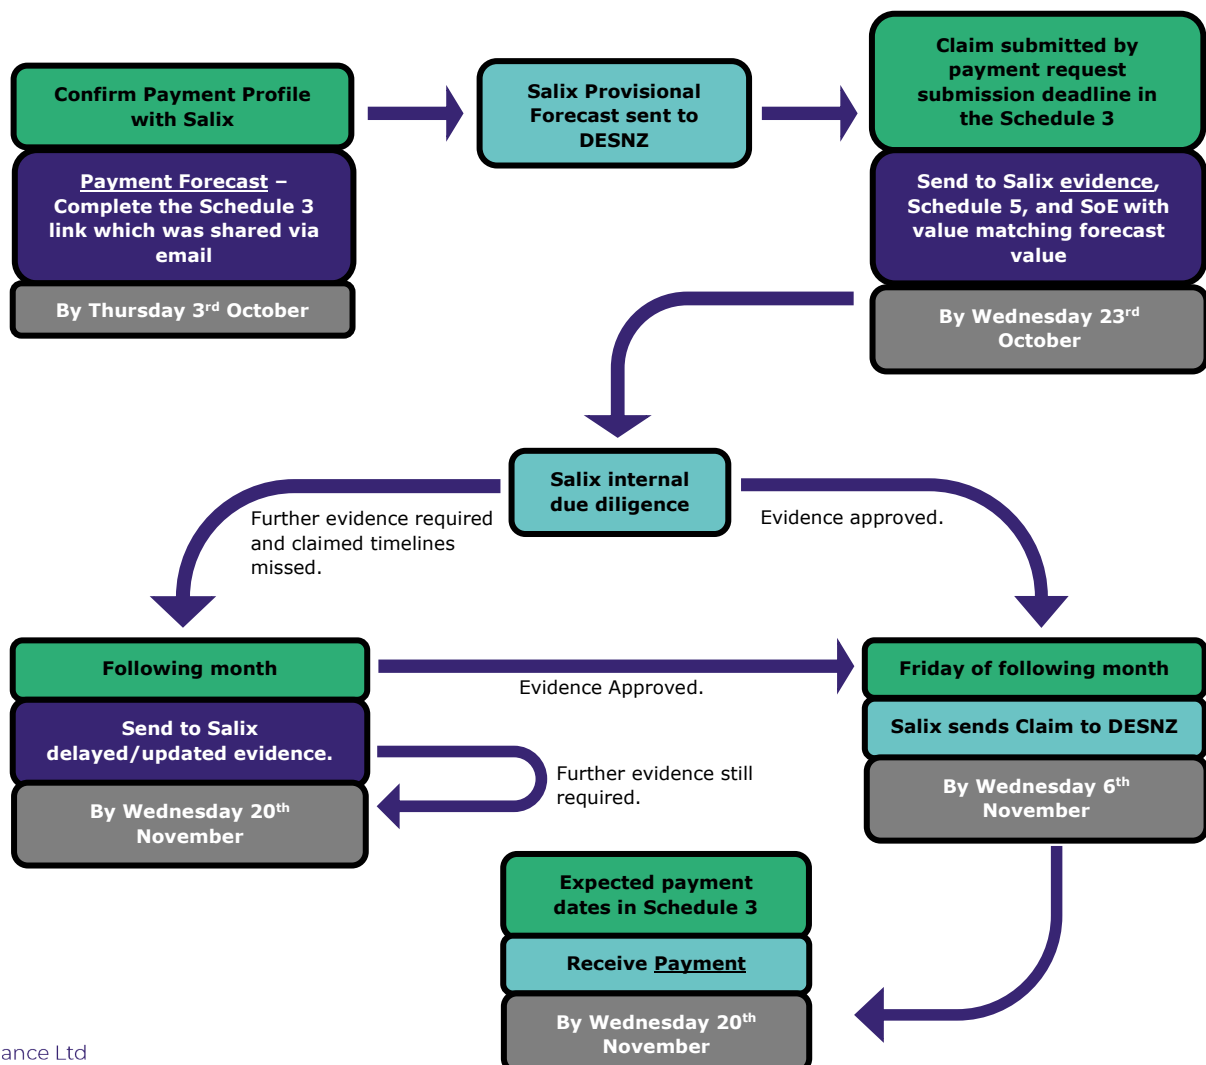 Confirm Payment Profile
with Salix
Payment Forecast –
Complete the Schedule 3
link which was shared via
email
By Thursday 3rd October
Salix Provisional
Forecast sent to
DESNZ
Claim submitted by
payment request
submission deadline in
the Schedule 3
Send to Salix evidence,
Schedule 5, and SoE with
value matching forecast
value
By Wednesday 23rd
October
Salix internal
due diligence
Further evidence required
and claimed timelines
missed.
Evidence approved.
Following month
Send to Salix
delayed/updated evidence.
By Wednesday 20th
November
Evidence Approved.
Further evidence still
required.
Friday of following month
Salix sends Claim to DESNZ
By Wednesday 6th
November
Expected payment
dates in Schedule 3
Receive Payment
By Wednesday 20th
November
ance Ltd